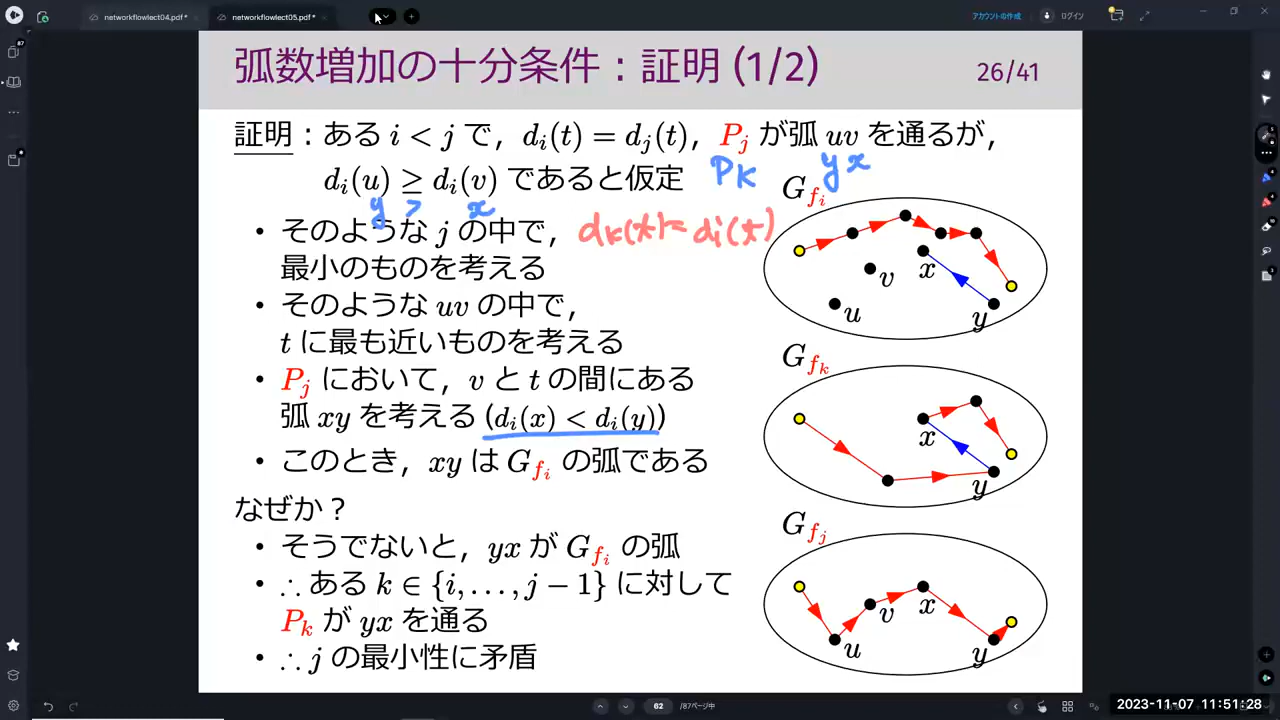 networkflowlect04.pdf*
networkflowlect05.pdf*
アカウントの作成
ログイン
弧数増加の十分条件：証明 (1/2)
26/41
証明：ある i < j で，d_i(t) = d_j(t)，P_j が弧 uv を通るが，
Pk yx
d_i(u) ≥ d_i(v) であると仮定
y > x
• そのような j の中で，
dk(t) = di(t)
最小のものを考える
• そのような uv の中で，
t に最も近いものを考える
• P_j において，v と t の間にある
弧 xy を考える (d_i(x) < d_i(y))
• このとき，xy は G_{f_i} の弧である
なぜか？
• そうでないと，yx が G_{f_i} の弧
• ∴ ある k ∈ {i, . . . , j − 1} に対して
P_k が yx を通る
• ∴ j の最小性に矛盾
G_{f_i}
x
v
u
y
G_{f_k}
x
y
G_{f_j}
v
x
u
y
62
/87ページ中
2023-11-07 11:51:28